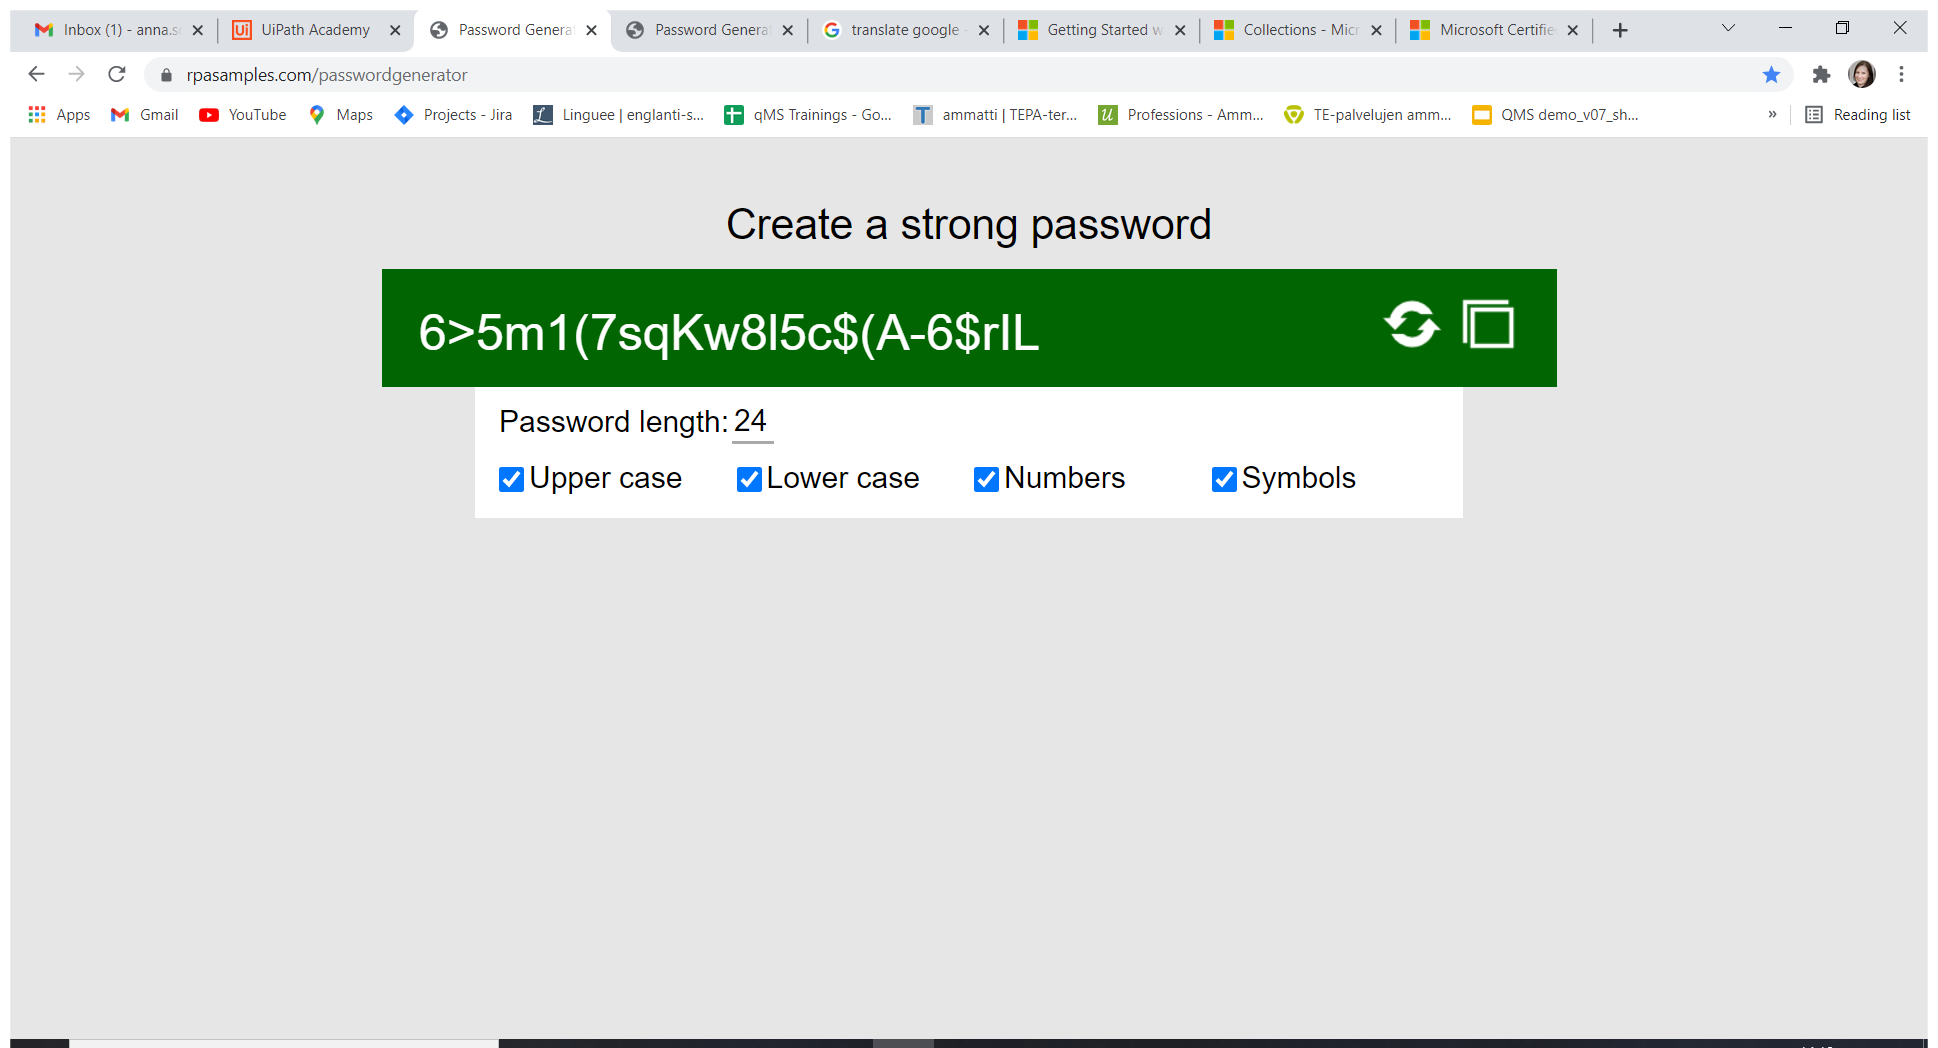 Inbox (1) - anna.s
UiPath Academy
Password Genera
Password Genera
translate google -
Getting Started w
Collections - Micr
Microsoft Certifie
rpasamples.com/passwordgenerator
Apps
Gmail
YouTube
Maps
Projects - Jira
Linguee | englanti-s...
qMS Trainings - Go...
ammatti | TEPA-ter...
Professions - Amm...
TE-palvelujen amm...
QMS demo_v07_sh...
»
Reading list
Create a strong password
6>5m1(7sqKw8l5c$(A-6$rIL
Password length: 24
Upper case
Lower case
Numbers
Symbols